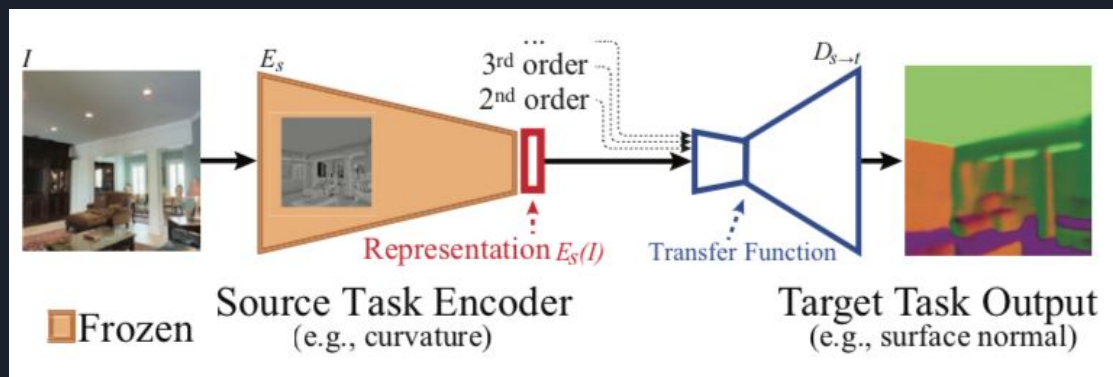 I
E_s
...
3rd order
2nd order
D_{s→t}
Representation E_s(I)
Transfer Function
Frozen
Source Task Encoder
(e.g., curvature)
Target Task Output
(e.g., surface normal)